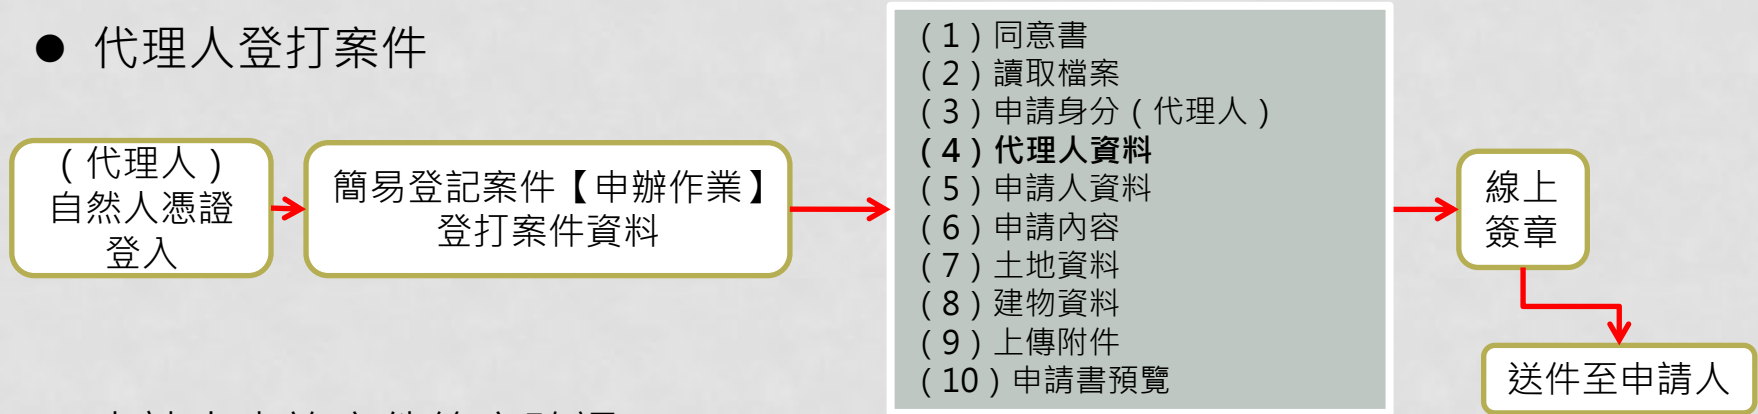 ● 代理人登打案件
（代理人）
自然人憑證
登入
簡易登記案件【申辦作業】
登打案件資料
（1）同意書
（2）讀取檔案
（3）申請身分（代理人）
（4）代理人資料
（5）申請人資料
（6）申請內容
（7）土地資料
（8）建物資料
（9）上傳附件
（10）申請書預覽
線上
簽章
送件至申請人